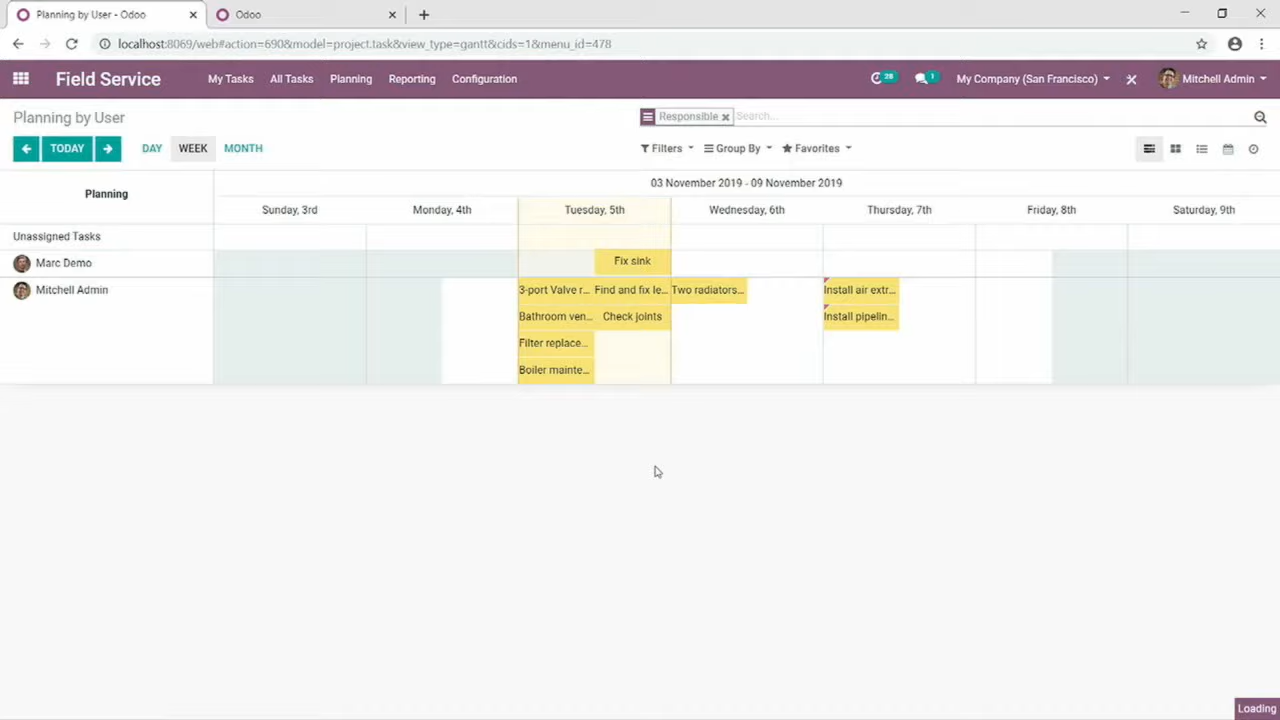 Planning by User - Odoo
Odoo
localhost:8069/web#action=690&model=project.task&view_type=gantt&cids=1&menu_id=478
Field Service My Tasks All Tasks Planning Reporting Configuration 28 1 My Company (San Francisco) Mitchell Admin
Planning by User Responsible Search...
TODAY DAY WEEK MONTH Filters Group By Favorites
Planning 03 November 2019 - 09 November 2019
Sunday, 3rd Monday, 4th Tuesday, 5th Wednesday, 6th Thursday, 7th Friday, 8th Saturday, 9th
Unassigned Tasks
Marc Demo Fix sink
Mitchell Admin 3-port Valve r... Find and fix le... Two radiators... Install air extr...
Bathroom ven... Check joints Install pipelin...
Filter replace...
Boiler mainte...
Loading